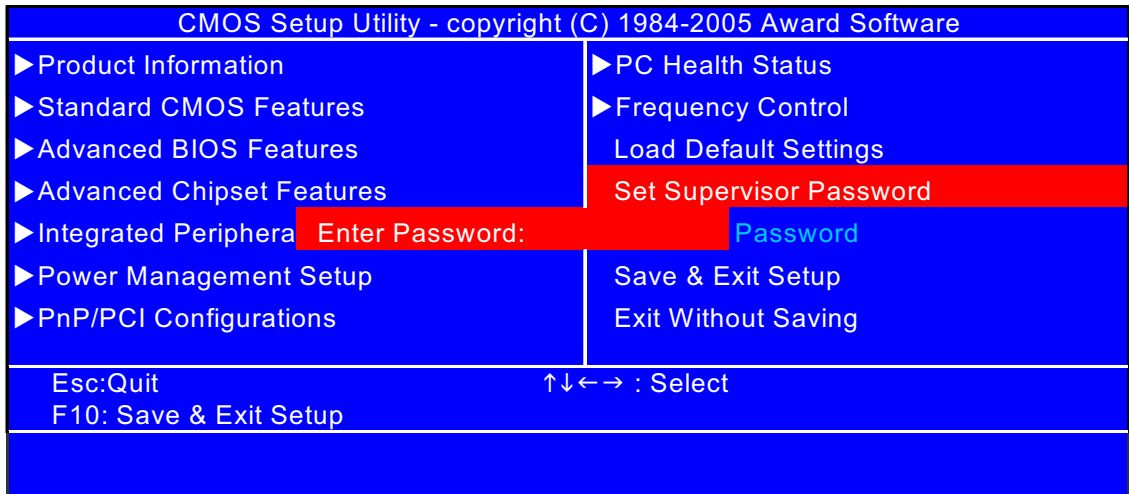 CMOS Setup Utility - copyright (C) 1984-2005 Award Software
▶Product Information
▶Standard CMOS Features
▶Advanced BIOS Features
▶Advanced Chipset Features
▶Integrated Periphera
▶Power Management Setup
▶PnP/PCI Configurations
▶PC Health Status
▶Frequency Control
Load Default Settings
Set Supervisor Password
Password
Save & Exit Setup
Exit Without Saving
Enter Password:
Esc:Quit
↑↓←→ : Select
F10: Save & Exit Setup